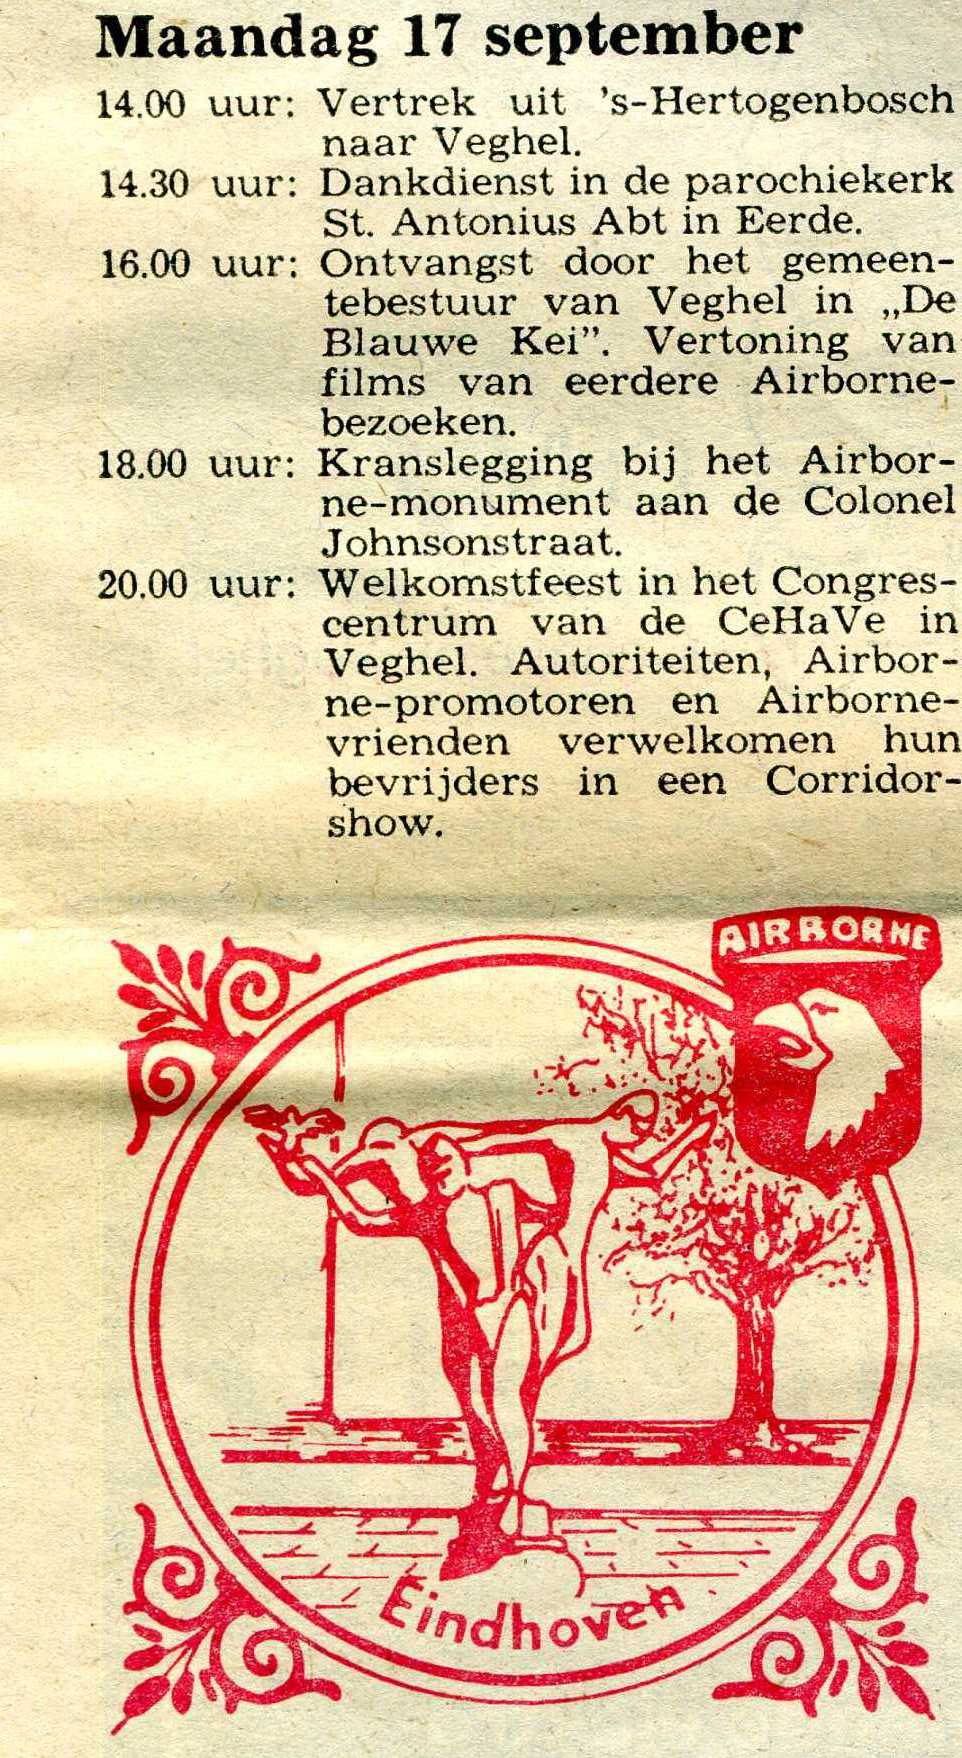 Maandag 17 september
14.00 uur: Vertrek uit 's-Hertogenbosch
naar Veghel.
14.30 uur: Dankdienst in de parochiekerk
St. Antonius Abt in Eerde.
16.00 uur: Ontvangst door het gemeen-
tebestuur van Veghel in „De
Blauwe Kei”. Vertoning van
films van eerdere Airborne-
bezoeken.
18.00 uur: Kranslegging bij het Airbor-
ne-monument aan de Colonel
Johnsonstraat.
20.00 uur: Welkomstfeest in het Congres-
centrum van de CeHaVe in
Veghel. Autoriteiten, Airbor-
ne-promotoren en Airborne-
vrienden verwelkomen hun
bevrijders in een Corridor-
show.
AIRBORNE
Eindhoven